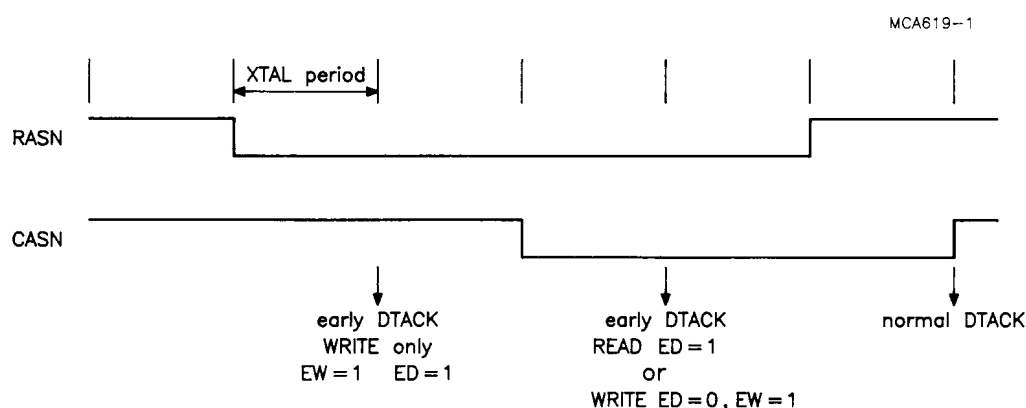 MCA619-1
XTAL period
RASN
CASN
early DTACK
WRITE only
EW=1 ED=1
early DTACK
READ ED=1
or
WRITE ED=0, EW=1
normal DTACK